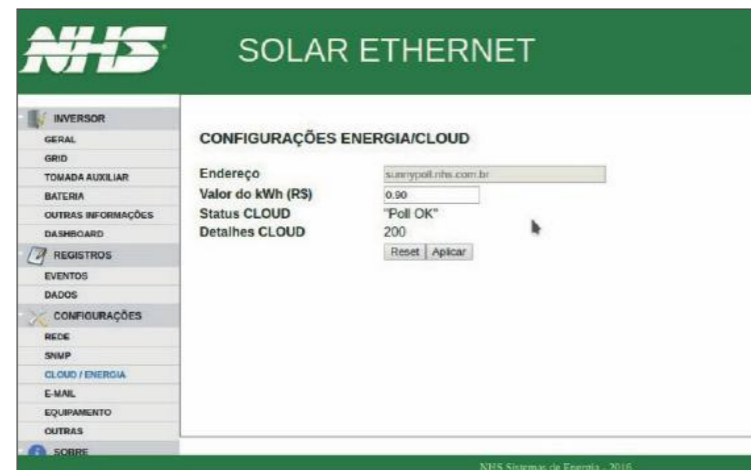 NHS
SOLAR ETHERNET
INVERSOR
GERAL
GRID
TOMADA AUXILIAR
BATERIA
OUTRAS INFORMAÇÕES
DASHBOARD
REGISTROS
EVENTOS
DADOS
CONFIGURAÇÕES
REDE
SNMP
CLOUD / ENERGIA
E-MAIL
EQUIPAMENTO
OUTRAS
SOBRE
CONFIGURAÇÕES ENERGIA/CLOUD
Endereço sunnypoll.nhs.com.br
Valor do kWh (R$) 0.90
Status CLOUD "Poll OK"
Detalhes CLOUD 200
Reset Aplicar
NHS Sistemas de Energia - 2016